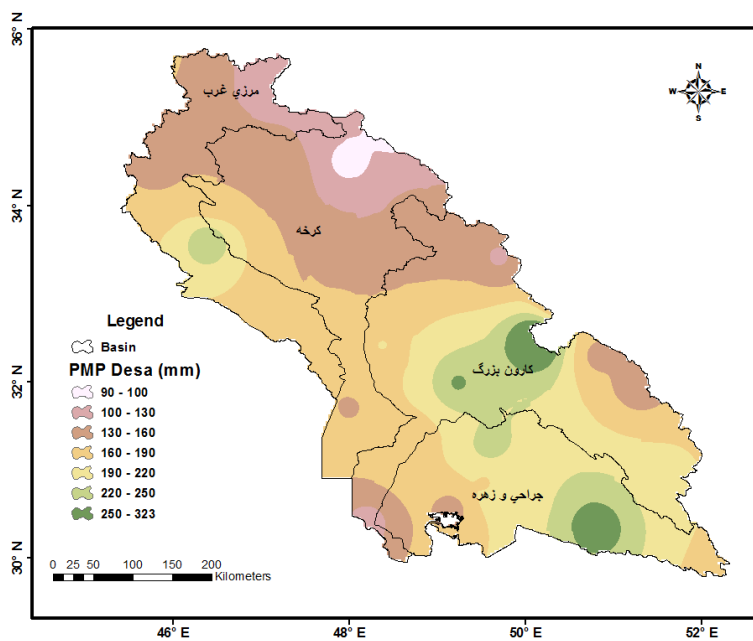 36° N
34° N
32° N
30° N
مرزي غرب
N
W E
S
كرخه
كارون بزرگ
جراحي و زهره
Legend
Basin
PMP Desa (mm)
90 - 100
100 - 130
130 - 160
160 - 190
190 - 220
220 - 250
250 - 323
0 25 50 100 150 200
Kilometers
46° E 48° E 50° E 52° E